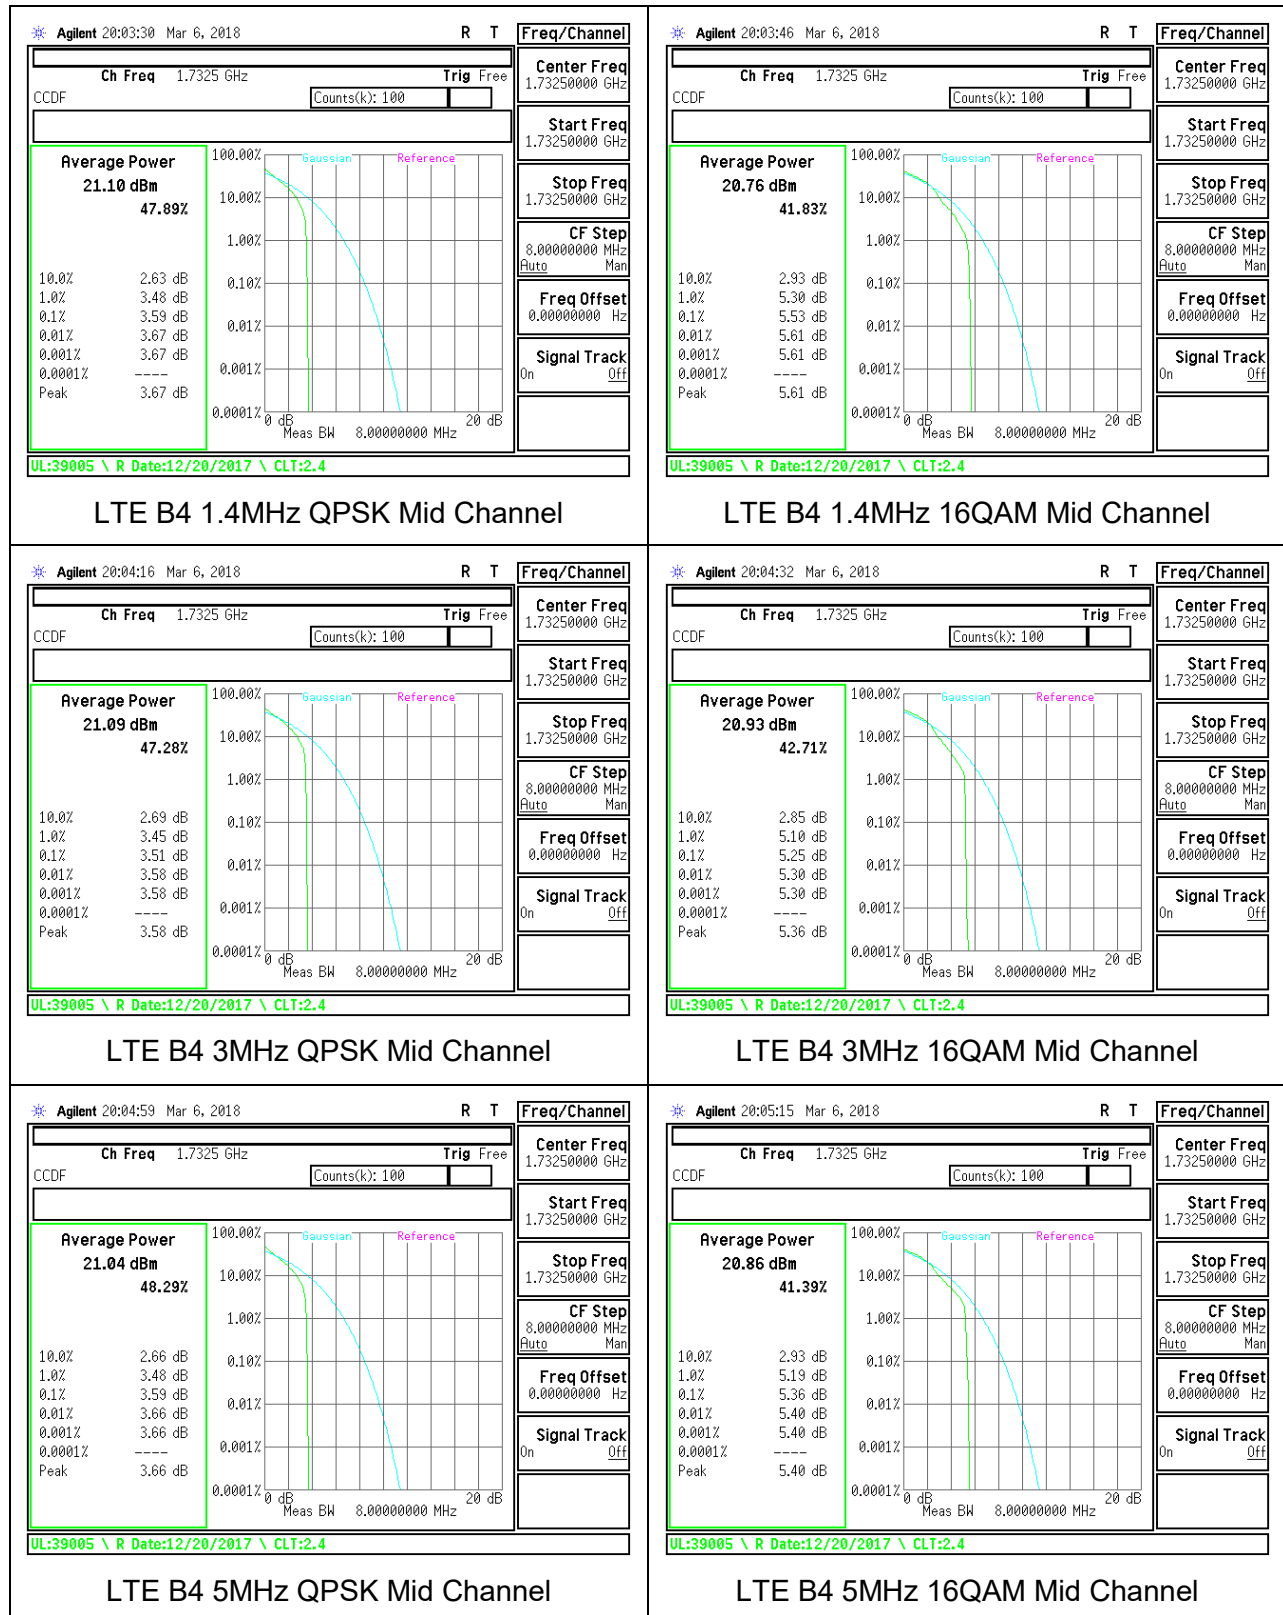 Agilent 20:03:30 Mar 6, 2018 R T Freq/Channel
Ch Freq 1.7325 GHz Trig Free
CCDF Counts(k): 100
Center Freq
1.73250000 GHz
Start Freq
1.73250000 GHz
Stop Freq
1.73250000 GHz
CF Step
8.00000000 MHz
Auto Man
Freq Offset
0.00000000 Hz
Signal Track
On Off
Average Power
21.10 dBm
47.89%
10.0% 2.63 dB
1.0% 3.48 dB
0.1% 3.59 dB
0.01% 3.67 dB
0.001% 3.67 dB
0.0001% ----
Peak 3.67 dB
Gaussian Reference
100.00%
10.00%
1.00%
0.10%
0.01%
0.001%
0.0001%
0 dB 20 dB
Meas BW 8.00000000 MHz
UL:39005 \ R Date:12/20/2017 \ CLT:2.4
LTE B4 1.4MHz QPSK Mid Channel
Agilent 20:03:46 Mar 6, 2018 R T Freq/Channel
Ch Freq 1.7325 GHz Trig Free
CCDF Counts(k): 100
Center Freq
1.73250000 GHz
Start Freq
1.73250000 GHz
Stop Freq
1.73250000 GHz
CF Step
8.00000000 MHz
Auto Man
Freq Offset
0.00000000 Hz
Signal Track
On Off
Average Power
20.76 dBm
41.83%
10.0% 2.93 dB
1.0% 5.30 dB
0.1% 5.53 dB
0.01% 5.61 dB
0.001% 5.61 dB
0.0001% ----
Peak 5.61 dB
Gaussian Reference
100.00%
10.00%
1.00%
0.10%
0.01%
0.001%
0.0001%
0 dB 20 dB
Meas BW 8.00000000 MHz
UL:39005 \ R Date:12/20/2017 \ CLT:2.4
LTE B4 1.4MHz 16QAM Mid Channel
Agilent 20:04:16 Mar 6, 2018 R T Freq/Channel
Ch Freq 1.7325 GHz Trig Free
CCDF Counts(k): 100
Center Freq
1.73250000 GHz
Start Freq
1.73250000 GHz
Stop Freq
1.73250000 GHz
CF Step
8.00000000 MHz
Auto Man
Freq Offset
0.00000000 Hz
Signal Track
On Off
Average Power
21.09 dBm
47.28%
10.0% 2.69 dB
1.0% 3.45 dB
0.1% 3.51 dB
0.01% 3.58 dB
0.001% 3.58 dB
0.0001% ----
Peak 3.58 dB
Gaussian Reference
100.00%
10.00%
1.00%
0.10%
0.01%
0.001%
0.0001%
0 dB 20 dB
Meas BW 8.00000000 MHz
UL:39005 \ R Date:12/20/2017 \ CLT:2.4
LTE B4 3MHz QPSK Mid Channel
Agilent 20:04:32 Mar 6, 2018 R T Freq/Channel
Ch Freq 1.7325 GHz Trig Free
CCDF Counts(k): 100
Center Freq
1.73250000 GHz
Start Freq
1.73250000 GHz
Stop Freq
1.73250000 GHz
CF Step
8.00000000 MHz
Auto Man
Freq Offset
0.00000000 Hz
Signal Track
On Off
Average Power
20.93 dBm
42.71%
10.0% 2.85 dB
1.0% 5.10 dB
0.1% 5.25 dB
0.01% 5.30 dB
0.001% 5.30 dB
0.0001% ----
Peak 5.36 dB
Gaussian Reference
100.00%
10.00%
1.00%
0.10%
0.01%
0.001%
0.0001%
0 dB 20 dB
Meas BW 8.00000000 MHz
UL:39005 \ R Date:12/20/2017 \ CLT:2.4
LTE B4 3MHz 16QAM Mid Channel
Agilent 20:04:59 Mar 6, 2018 R T Freq/Channel
Ch Freq 1.7325 GHz Trig Free
CCDF Counts(k): 100
Center Freq
1.73250000 GHz
Start Freq
1.73250000 GHz
Stop Freq
1.73250000 GHz
CF Step
8.00000000 MHz
Auto Man
Freq Offset
0.00000000 Hz
Signal Track
On Off
Average Power
21.04 dBm
48.29%
10.0% 2.66 dB
1.0% 3.48 dB
0.1% 3.59 dB
0.01% 3.66 dB
0.001% 3.66 dB
0.0001% ----
Peak 3.66 dB
Gaussian Reference
100.00%
10.00%
1.00%
0.10%
0.01%
0.001%
0.0001%
0 dB 20 dB
Meas BW 8.00000000 MHz
UL:39005 \ R Date:12/20/2017 \ CLT:2.4
LTE B4 5MHz QPSK Mid Channel
Agilent 20:05:15 Mar 6, 2018 R T Freq/Channel
Ch Freq 1.7325 GHz Trig Free
CCDF Counts(k): 100
Center Freq
1.73250000 GHz
Start Freq
1.73250000 GHz
Stop Freq
1.73250000 GHz
CF Step
8.00000000 MHz
Auto Man
Freq Offset
0.00000000 Hz
Signal Track
On Off
Average Power
20.86 dBm
41.39%
10.0% 2.93 dB
1.0% 5.19 dB
0.1% 5.36 dB
0.01% 5.40 dB
0.001% 5.40 dB
0.0001% ----
Peak 5.40 dB
Gaussian Reference
100.00%
10.00%
1.00%
0.10%
0.01%
0.001%
0.0001%
0 dB 20 dB
Meas BW 8.00000000 MHz
UL:39005 \ R Date:12/20/2017 \ CLT:2.4
LTE B4 5MHz 16QAM Mid Channel